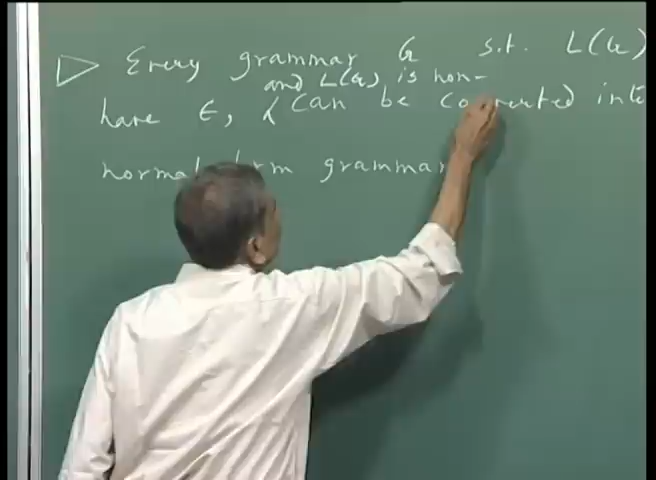 ▷ Every grammar G s.t. L(G)
and L(G) is non-
have ϵ, can be converted into
normal form grammar